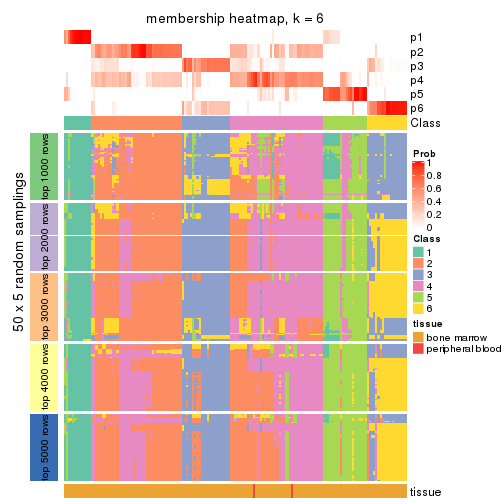 membership heatmap, k = 6
p1
p2
p3
p4
p5
p6
Class
50 x 5 random samplings
top 1000 rows
top 2000 rows
top 3000 rows
top 4000 rows
top 5000 rows
Prob
1
0.8
0.6
0.4
0.2
0
Class
1
2
3
4
5
6
tissue
bone marrow
peripheral blood
tissue